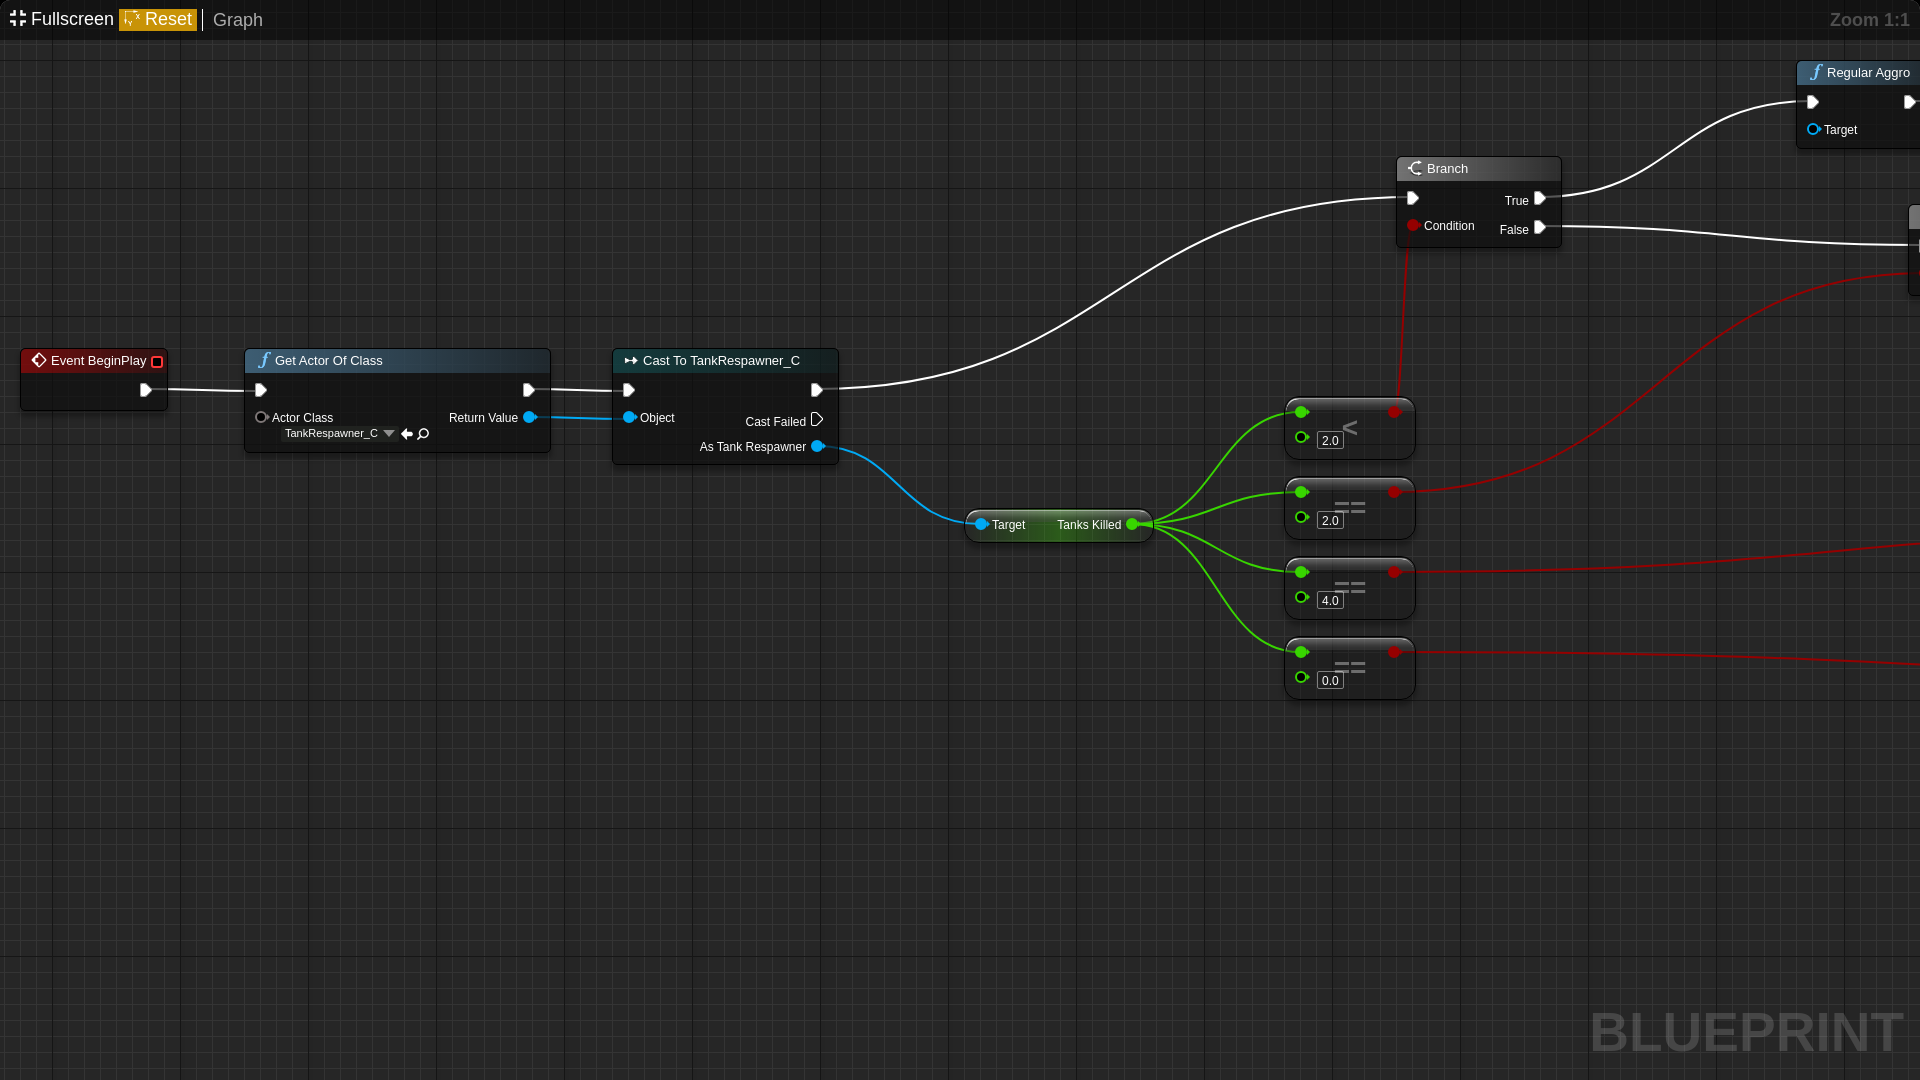 Fullscreen Reset Graph
Zoom 1:1
Regular Aggro
Target
Branch
True
Condition
False
Event BeginPlay
Get Actor Of Class
Actor Class
Return Value
TankRespawner_C
Cast To TankRespawner_C
Object
Cast Failed
As Tank Respawner
Target
Tanks Killed
<
2.0
==
2.0
==
4.0
==
0.0
BLUEPRINT